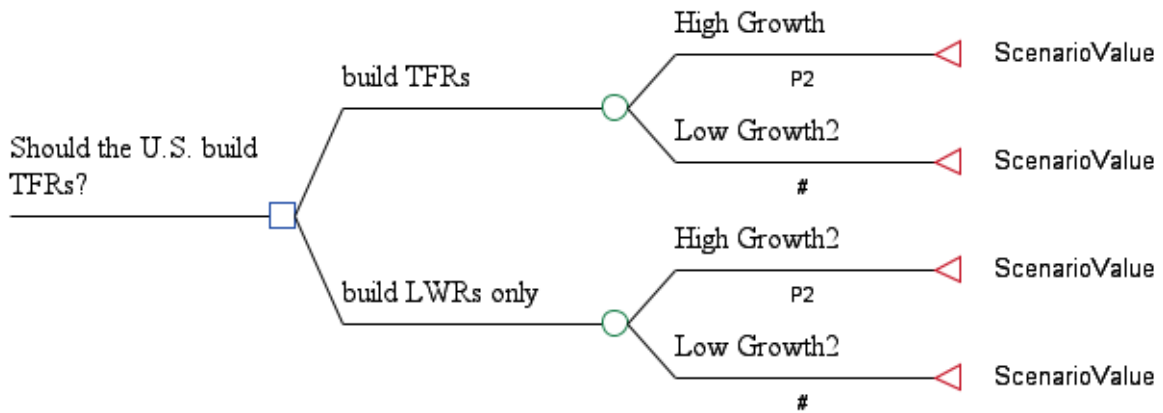 High Growth
ScenarioValue
P2
build TFRs
Low Growth2
ScenarioValue
#
Should the U.S. build
TFRs?
High Growth2
ScenarioValue
P2
build LWRs only
Low Growth2
ScenarioValue
#